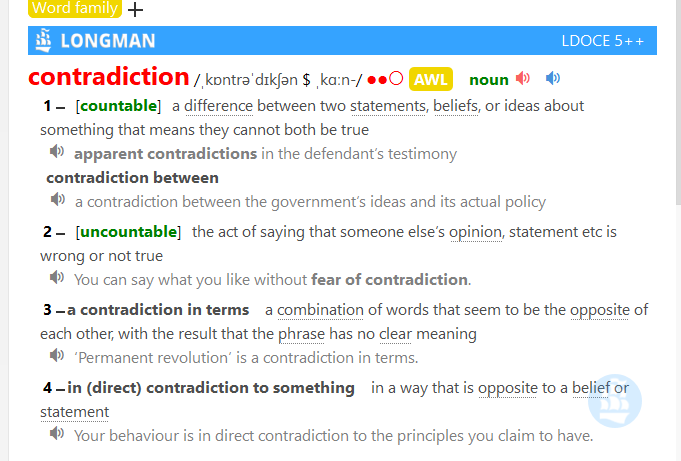 Word family +
LONGMAN LDOCE 5++
contradiction /ˌkɒntrəˈdɪkʃən $ ˌkɑːn-/ ●●○ AWL noun
1 – [countable] a difference between two statements, beliefs, or ideas about
something that means they cannot both be true
apparent contradictions in the defendant’s testimony
contradiction between
a contradiction between the government’s ideas and its actual policy
2 – [uncountable] the act of saying that someone else’s opinion, statement etc is
wrong or not true
You can say what you like without fear of contradiction.
3 – a contradiction in terms a combination of words that seem to be the opposite of
each other, with the result that the phrase has no clear meaning
‘Permanent revolution’ is a contradiction in terms.
4 – in (direct) contradiction to something in a way that is opposite to a belief or
statement
Your behaviour is in direct contradiction to the principles you claim to have.